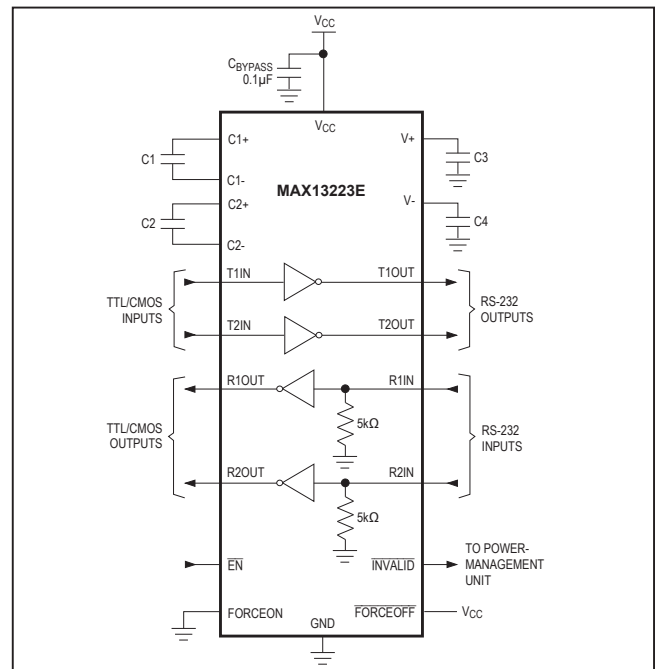 VCC
CBYPASS
0.1µF
VCC
C1+
V+
C1
C3
C1-
MAX13223E
C2+
V-
C2
C4
C2-
T1IN
T1OUT
TTL/CMOS
INPUTS
RS-232
OUTPUTS
T2IN
T2OUT
R1OUT
R1IN
5kΩ
TTL/CMOS
OUTPUTS
RS-232
INPUTS
R2OUT
R2IN
5kΩ
EN
INVALID
TO POWER-
MANAGEMENT
UNIT
FORCEON
FORCEOFF
VCC
GND